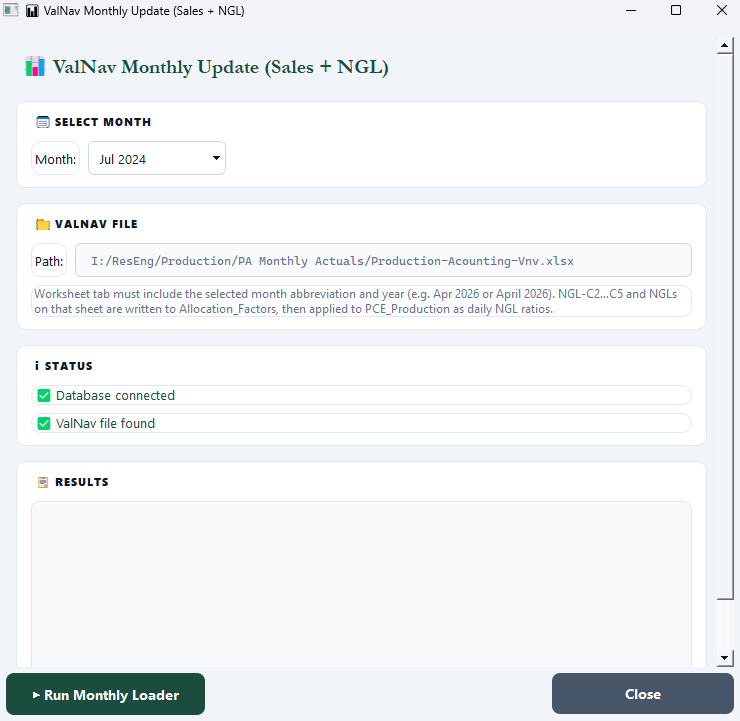 ValNav Monthly Update (Sales + NGL)
ValNav Monthly Update (Sales + NGL)
SELECT MONTH
Month: Jul 2024
VALNAV FILE
Path: I:/ResEng/Production/PA Monthly Actuals/Production-Acounting-Vnv.xlsx
Worksheet tab must include the selected month abbreviation and year (e.g. Apr 2026 or April 2026). NGL-C2...C5 and NGLs
on that sheet are written to Allocation_Factors, then applied to PCE_Production as daily NGL ratios.
i STATUS
Database connected
ValNav file found
RESULTS
Run Monthly Loader
Close